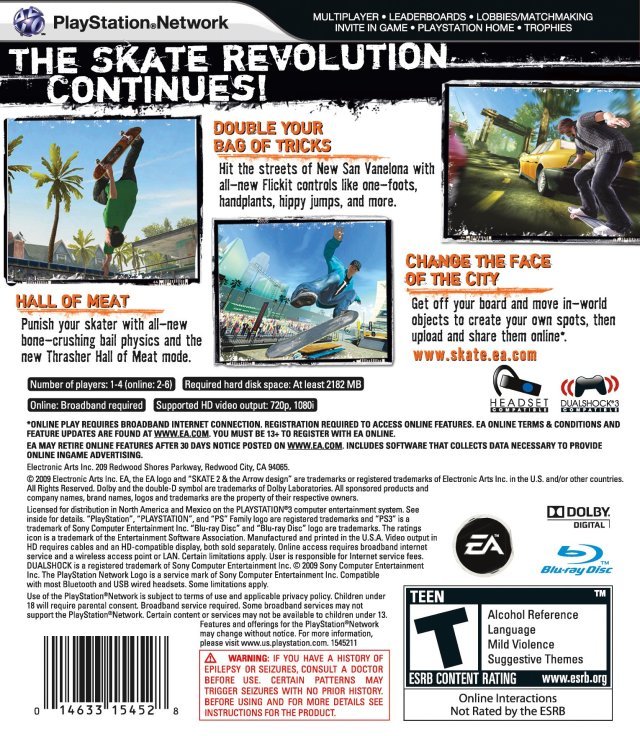 PlayStation®Network
MULTIPLAYER • LEADERBOARDS • LOBBIES/MATCHMAKING
INVITE IN GAME • PLAYSTATION HOME • TROPHIES
THE SKATE REVOLUTION
CONTINUES!
DOUBLE YOUR
BAG OF TRICKS
Hit the streets of New San Vanelona with
all-new Flickit controls like one-foots,
handplants, hippy jumps, and more.
HALL OF MEAT
Punish your skater with all-new
bone-crushing bail physics and the
new Thrasher Hall of Meat mode.
CHANGE THE FACE
OF THE CITY
Get off your board and move in-world
objects to create your own spots, then
upload and share them online*.
www.skate.ea.com
Number of players: 1-4 (online: 2-6)
Required hard disk space: At least 2182 MB
Online: Broadband required
Supported HD video output: 720p, 1080i
HEADSET
COMPATIBLE
DUALSHOCK®3
COMPATIBLE
*ONLINE PLAY REQUIRES BROADBAND INTERNET CONNECTION. REGISTRATION REQUIRED TO ACCESS ONLINE FEATURES. EA ONLINE TERMS & CONDITIONS AND
FEATURE UPDATES ARE FOUND AT WWW.EA.COM. YOU MUST BE 13+ TO REGISTER WITH EA ONLINE.
EA MAY RETIRE ONLINE FEATURES AFTER 30 DAYS NOTICE POSTED ON WWW.EA.COM. INCLUDES SOFTWARE THAT COLLECTS DATA NECESSARY TO PROVIDE
ONLINE INGAME ADVERTISING.
Electronic Arts Inc. 209 Redwood Shores Parkway, Redwood City, CA 94065.
© 2009 Electronic Arts Inc. EA, the EA logo and "SKATE 2 & the Arrow design" are trademarks or registered trademarks of Electronic Arts Inc. in the U.S. and/or other countries.
All Rights Reserved. Dolby and the double-D symbol are trademarks of Dolby Laboratories. All sponsored products and
company names, brand names, logos and trademarks are the property of their respective owners.
Licensed for distribution in North America and Mexico on the PLAYSTATION®3 computer entertainment system. See
inside for details. "PlayStation", "PLAYSTATION", and "PS" Family logo are registered trademarks and "PS3" is a
trademark of Sony Computer Entertainment Inc. "Blu-ray Disc" and "Blu-ray Disc" logo are trademarks. The ratings
icon is a trademark of the Entertainment Software Association. Manufactured and printed in the U.S.A. Video output in
HD requires cables and an HD-compatible display, both sold separately. Online access requires broadband internet
service and a wireless access point or LAN. Certain limitations apply. User is responsible for Internet service fees.
DUALSHOCK is a registered trademark of Sony Computer Entertainment Inc. © 2009 Sony Computer Entertainment
Inc. The PlayStation Network Logo is a service mark of Sony Computer Entertainment Inc. Compatible
with most Bluetooth and USB wired headsets. Some limitations apply.
Use of the PlayStation®Network is subject to terms of use and applicable privacy policy. Children under
18 will require parental consent. Broadband service required. Some broadband services may not
support the PlayStation®Network. Certain content or services may not be available to children under 13.
Features and offerings for the PlayStation®Network
may change without notice. For more information,
please visit www.us.playstation.com. 1545211
WARNING: IF YOU HAVE A HISTORY OF
EPILEPSY OR SEIZURES, CONSULT A DOCTOR
BEFORE USE. CERTAIN PATTERNS MAY
TRIGGER SEIZURES WITH NO PRIOR HISTORY.
BEFORE USING AND FOR MORE DETAILS SEE
INSTRUCTIONS FOR THE PRODUCT.
0 14633 15452 8
EA
DOLBY
DIGITAL
Blu-ray Disc
TEEN
TM
T
Alcohol Reference
Language
Mild Violence
Suggestive Themes
ESRB CONTENT RATING www.esrb.org
Online Interactions
Not Rated by the ESRB